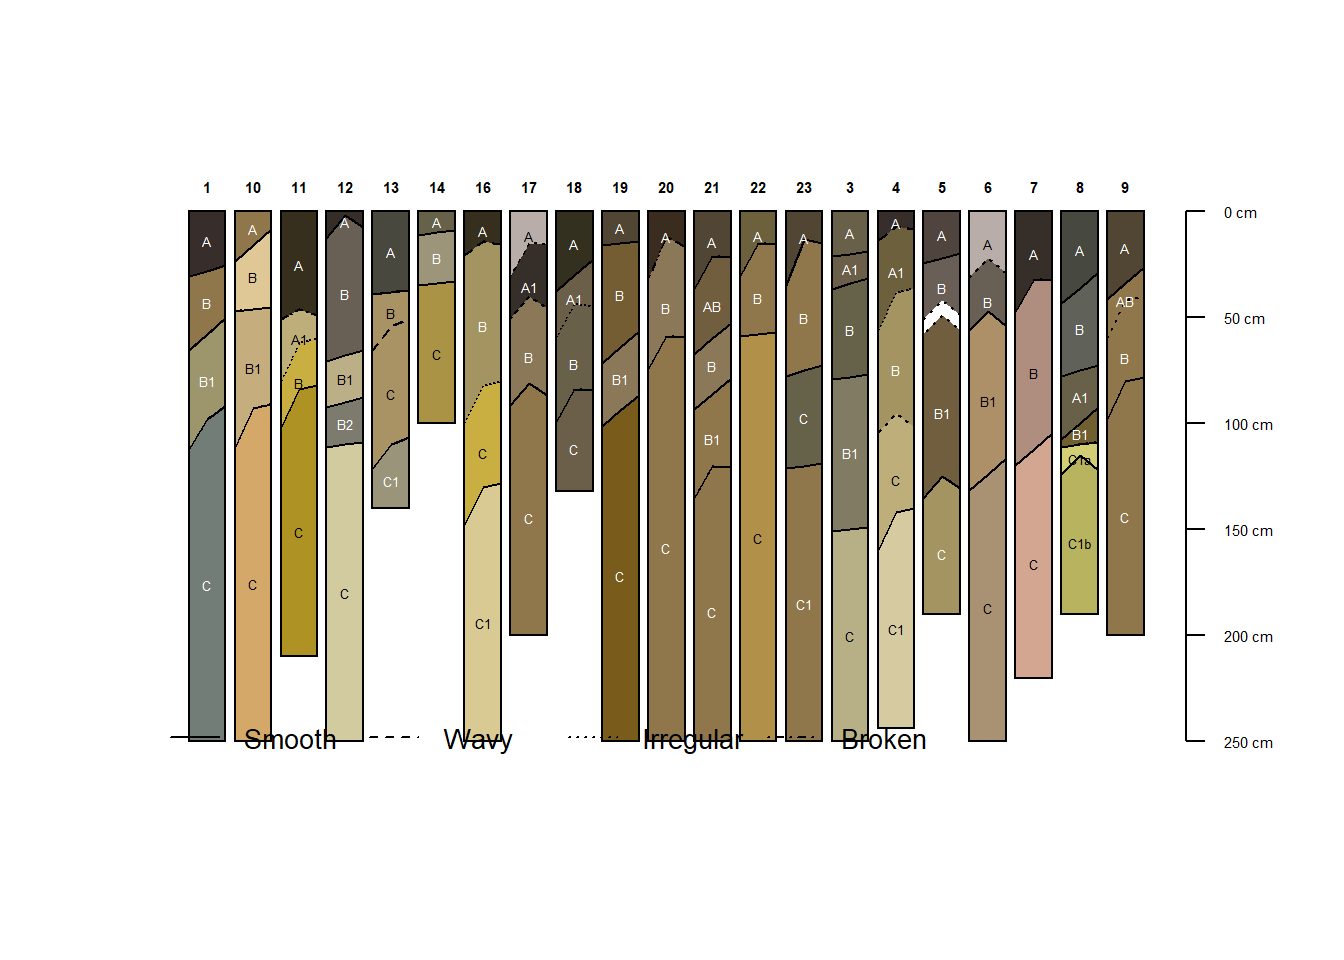 1 10 11 12 13 14 16 17 18 19 20 21 22 23 3 4 5 6 7 8 9
A B B1 C
A B B1 C
A A1 B C
A B B1 B2 C
A B C C1
A B C
A B C C1
A A1 B C
A A1 B C
A B B1 C
A B C
A AB B B1 C
A B C
A B C C1
A A1 B B1 C
A A1 B C C1
A B B1 C
A B B1 C
A B C
A B A1 B1 C1a C1b
A AB B C
0 cm
50 cm
100 cm
150 cm
200 cm
250 cm
Smooth Wavy Irregular Broken